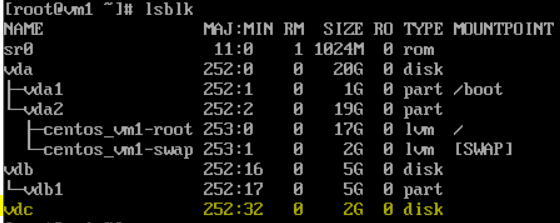 [root@vm1 ~]# lsblk
NAME MAJ:MIN RM SIZE RO TYPE MOUNTPOINT
sr0 11:0 1 1024M 0 rom
vda 252:0 0 20G 0 disk
├─vda1 252:1 0 1G 0 part /boot
└─vda2 252:2 0 19G 0 part
├─centos_vm1-root 253:0 0 17G 0 lvm /
└─centos_vm1-swap 253:1 0 2G 0 lvm [SWAP]
vdb 252:16 0 5G 0 disk
└─vdb1 252:17 0 5G 0 part
vdc 252:32 0 2G 0 disk